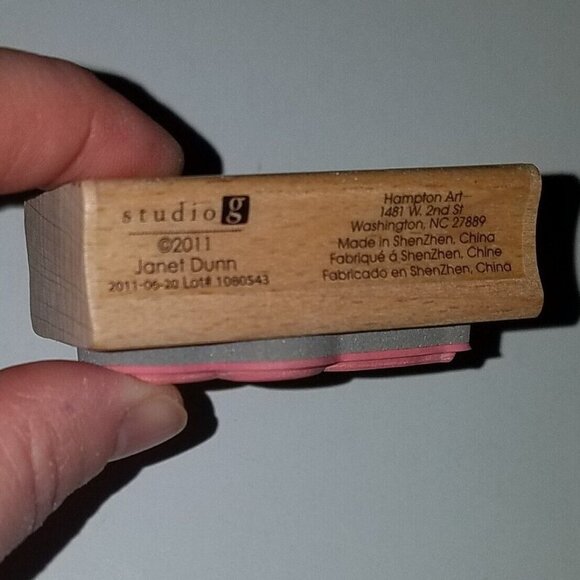 studio g
©2011
Janet Dunn
2011-06-20 Lot# 1080543
Hampton Art
1481 W. 2nd St
Washington, NC 27889
Made in ShenZhen, China
Fabriqué á ShenZhen, Chine
Fabricado en ShenZhen, China